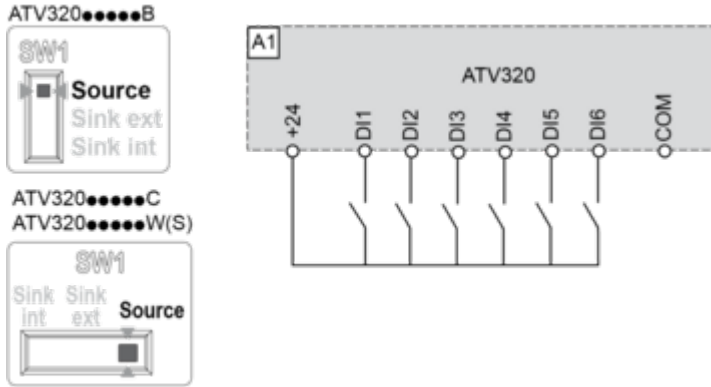 ATV320●●●●●B
SW1
Source
Sink ext
Sink int
A1
ATV320
+24
DI1
DI2
DI3
DI4
DI5
DI6
COM
ATV320●●●●●C
ATV320●●●●●W(S)
SW1
Sink int
Sink ext
Source